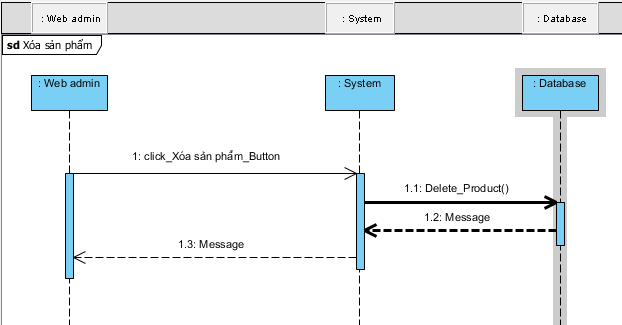 : Web admin
: System
: Database
sd Xóa sản phẩm
: Web admin
: System
: Database
1: click_Xóa sản phẩm_Button
1.1: Delete_Product()
1.2: Message
1.3: Message